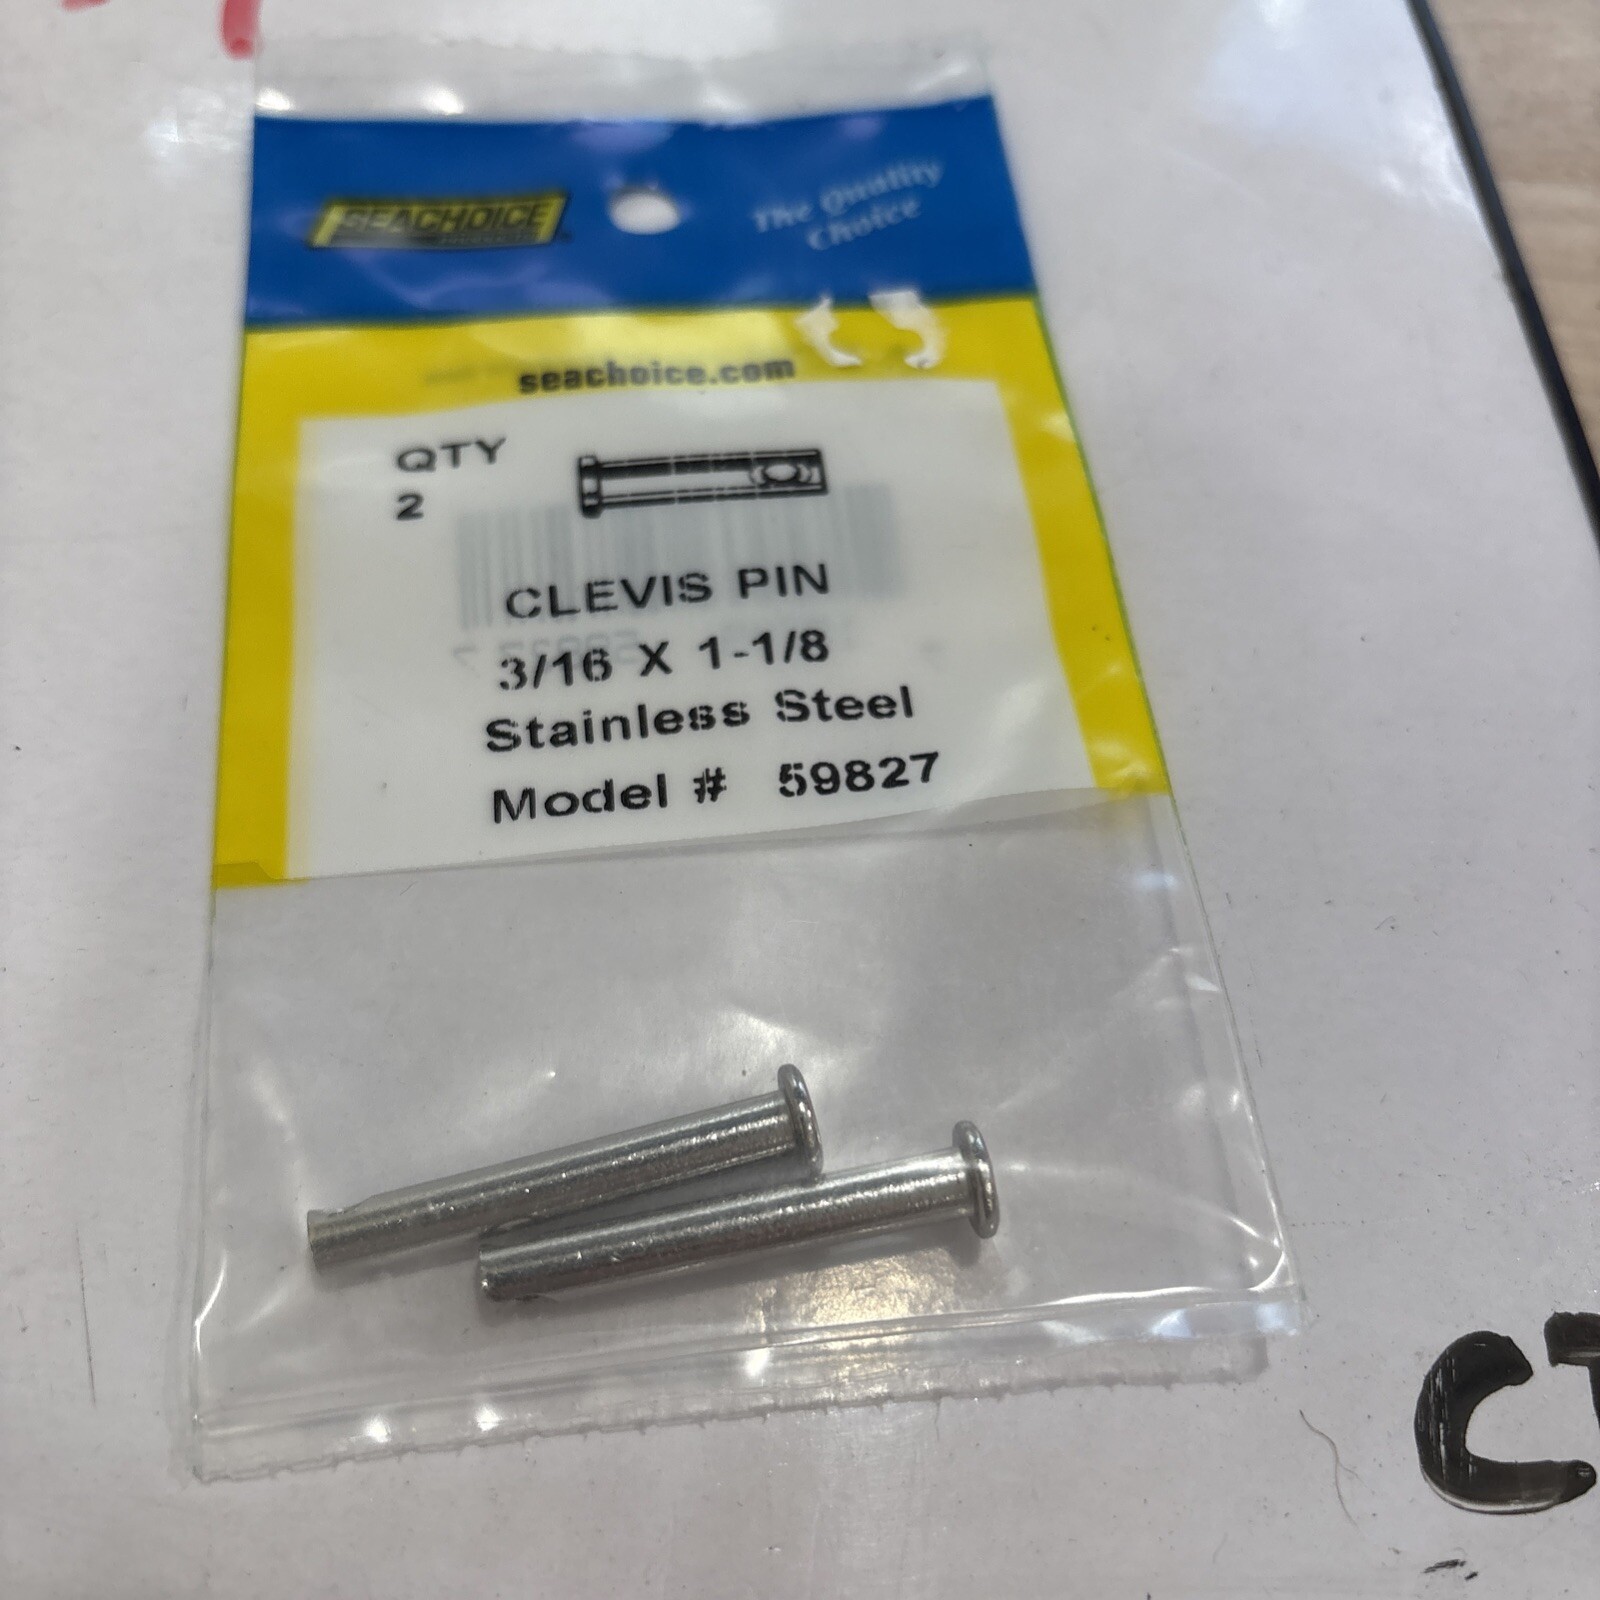 SEACHOICE
The Quality
Choice
seachoice.com
QTY
2
CLEVIS PIN
3/16 X 1-1/8
Stainless Steel
Model # 59827